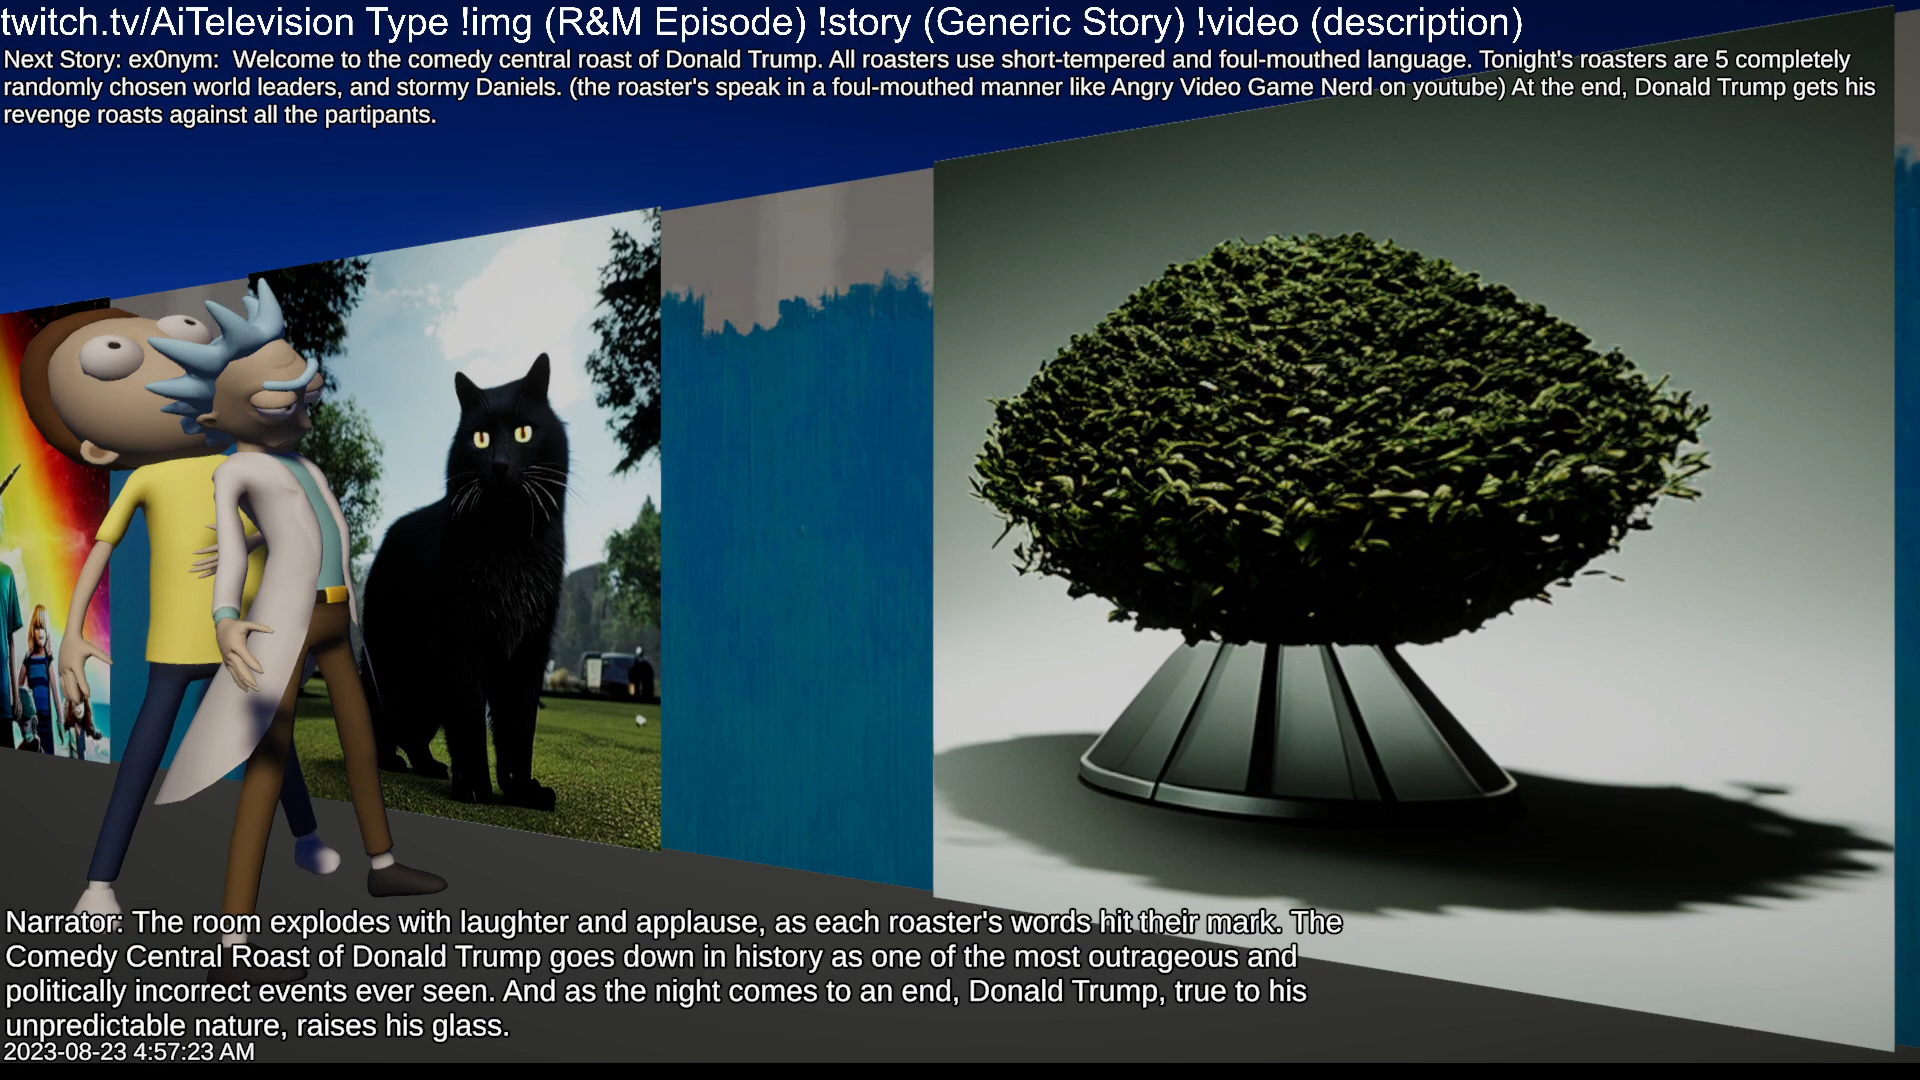 twitch.tv/AiTelevision Type !img (R&M Episode) !story (Generic Story) !video (description)
Next Story: ex0nym:  Welcome to the comedy central roast of Donald Trump. All roasters use short-tempered and foul-mouthed language. Tonight's roasters are 5 completely
randomly chosen world leaders, and stormy Daniels. (the roaster's speak in a foul-mouthed manner like Angry Video Game Nerd on youtube) At the end, Donald Trump gets his
revenge roasts against all the partipants.
Narrator: The room explodes with laughter and applause, as each roaster's words hit their mark. The
Comedy Central Roast of Donald Trump goes down in history as one of the most outrageous and
politically incorrect events ever seen. And as the night comes to an end, Donald Trump, true to his
unpredictable nature, raises his glass.
2023-08-23 4:57:23 AM